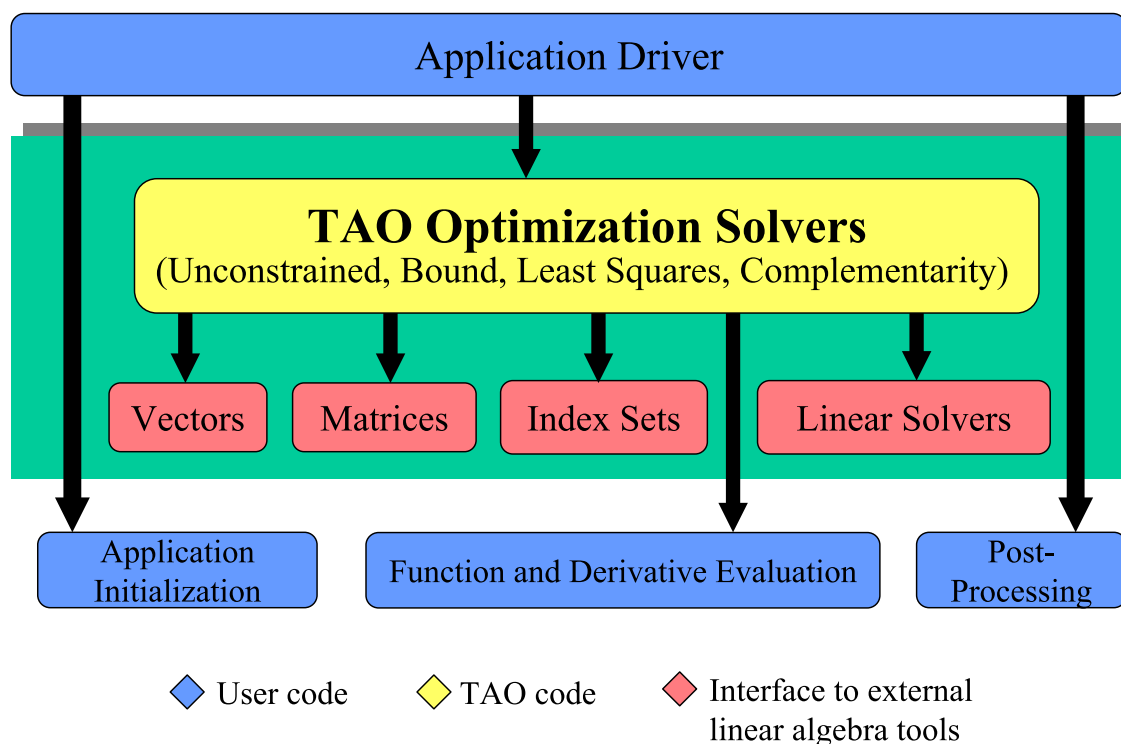 Application Driver
TAO Optimization Solvers
(Unconstrained, Bound, Least Squares, Complementarity)
Vectors
Matrices
Index Sets
Linear Solvers
Application
Initialization
Function and Derivative Evaluation
Post-
Processing
User code
TAO code
Interface to external
linear algebra tools